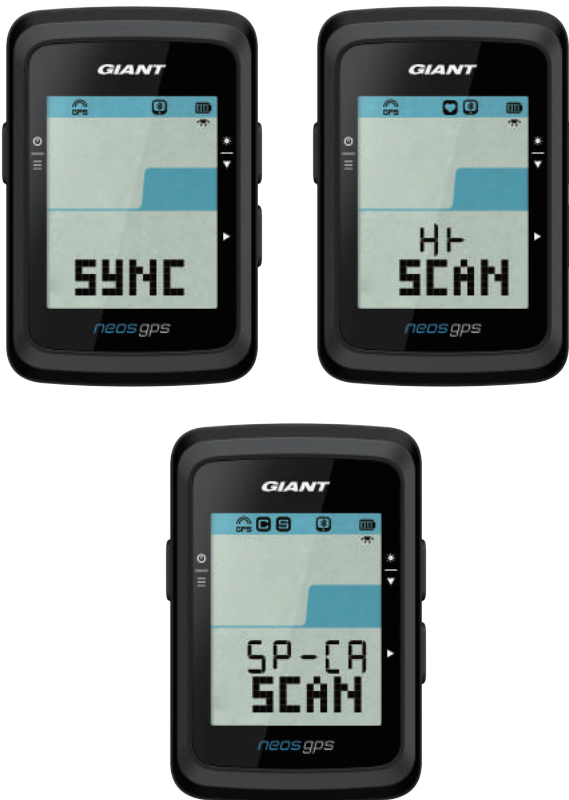 GIANT
GPS
SYNC
neos gps
GIANT
GPS
Hr
SCAN
neos gps
GIANT
GPS C S
SP-CA
SCAN
neos gps